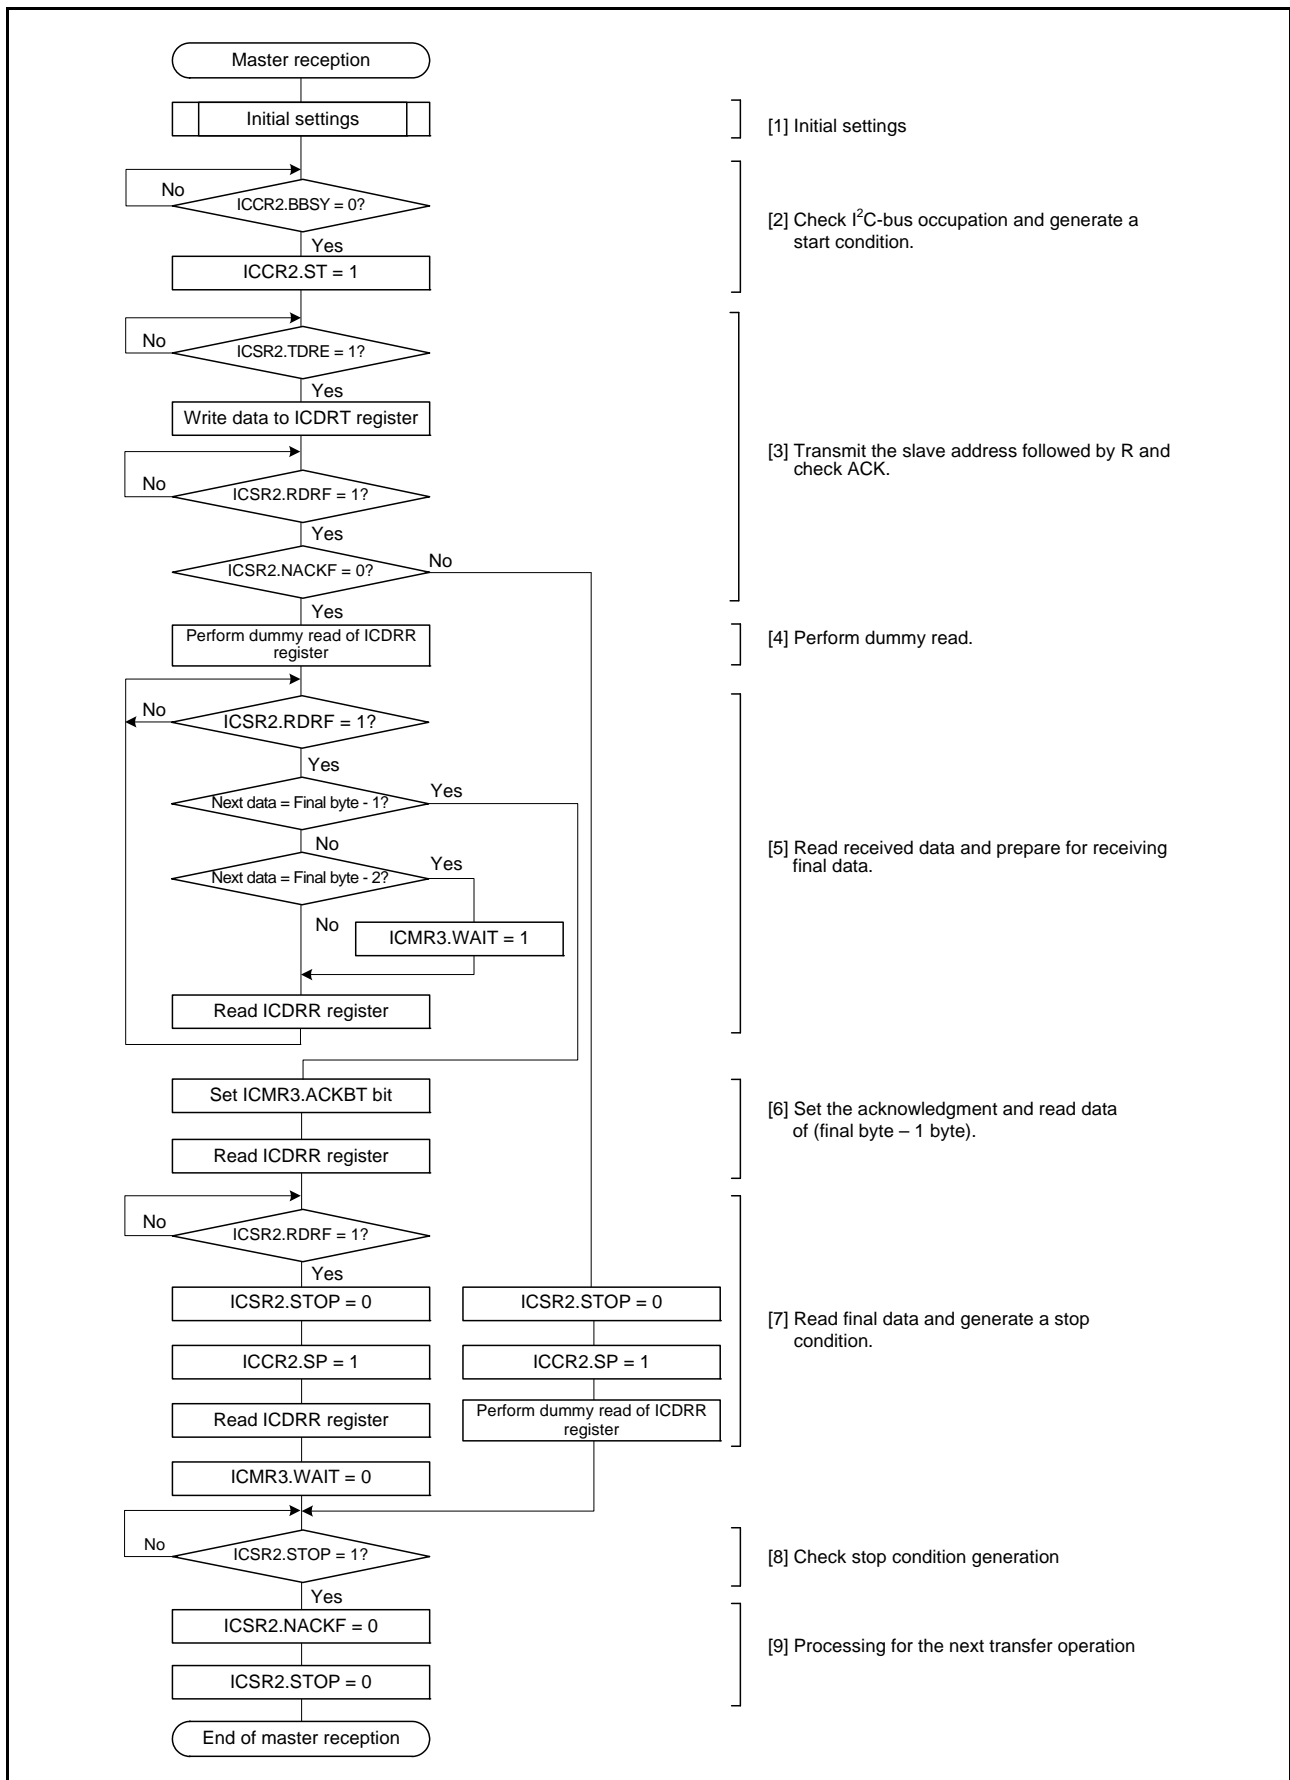 Master reception
Initial settings
[1] Initial settings
No
ICCR2.BBSY = 0?
Yes
[2] Check I²C-bus occupation and generate a
start condition.
ICCR2.ST = 1
No
ICSR2.TDRE = 1?
Yes
Write data to ICDRT register
[3] Transmit the slave address followed by R and
check ACK.
No
ICSR2.RDRF = 1?
Yes
ICSR2.NACKF = 0?
No
Yes
Perform dummy read of ICDRR
register
[4] Perform dummy read.
No
ICSR2.RDRF = 1?
Yes
Next data = Final byte - 1?
Yes
No
[5] Read received data and prepare for receiving
final data.
Next data = Final byte - 2?
Yes
No
ICMR3.WAIT = 1
Read ICDRR register
Set ICMR3.ACKBT bit
[6] Set the acknowledgment and read data
of (final byte – 1 byte).
Read ICDRR register
No
ICSR2.RDRF = 1?
Yes
ICSR2.STOP = 0
ICSR2.STOP = 0
[7] Read final data and generate a stop
condition.
ICCR2.SP = 1
ICCR2.SP = 1
Read ICDRR register
Perform dummy read of ICDRR
register
ICMR3.WAIT = 0
No
ICSR2.STOP = 1?
[8] Check stop condition generation
Yes
ICSR2.NACKF = 0
[9] Processing for the next transfer operation
ICSR2.STOP = 0
End of master reception